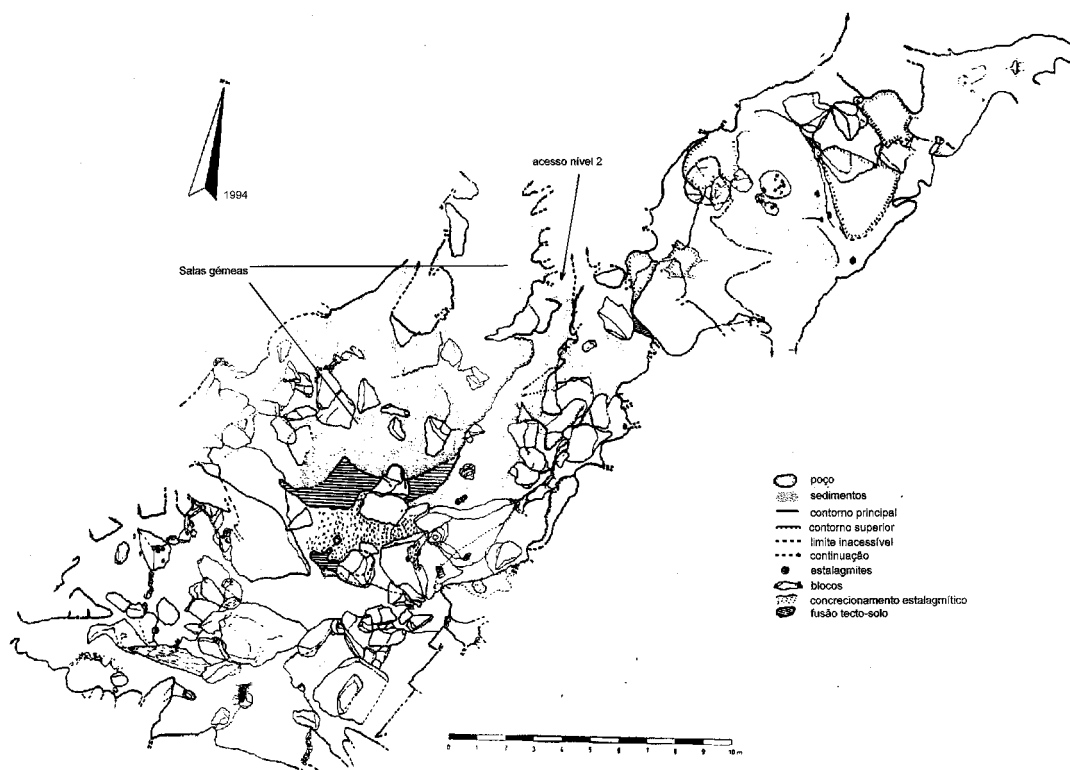 acesso nível 2
1994
Salas gémeas
poço
sedimentos
contorno principal
contorno superior
limite inacessível
continuação
estalagmites
blocos
concrecionamento estalagmítico
fusão tecto-solo
0 1 2 3 4 5 6 7 8 9 10 m